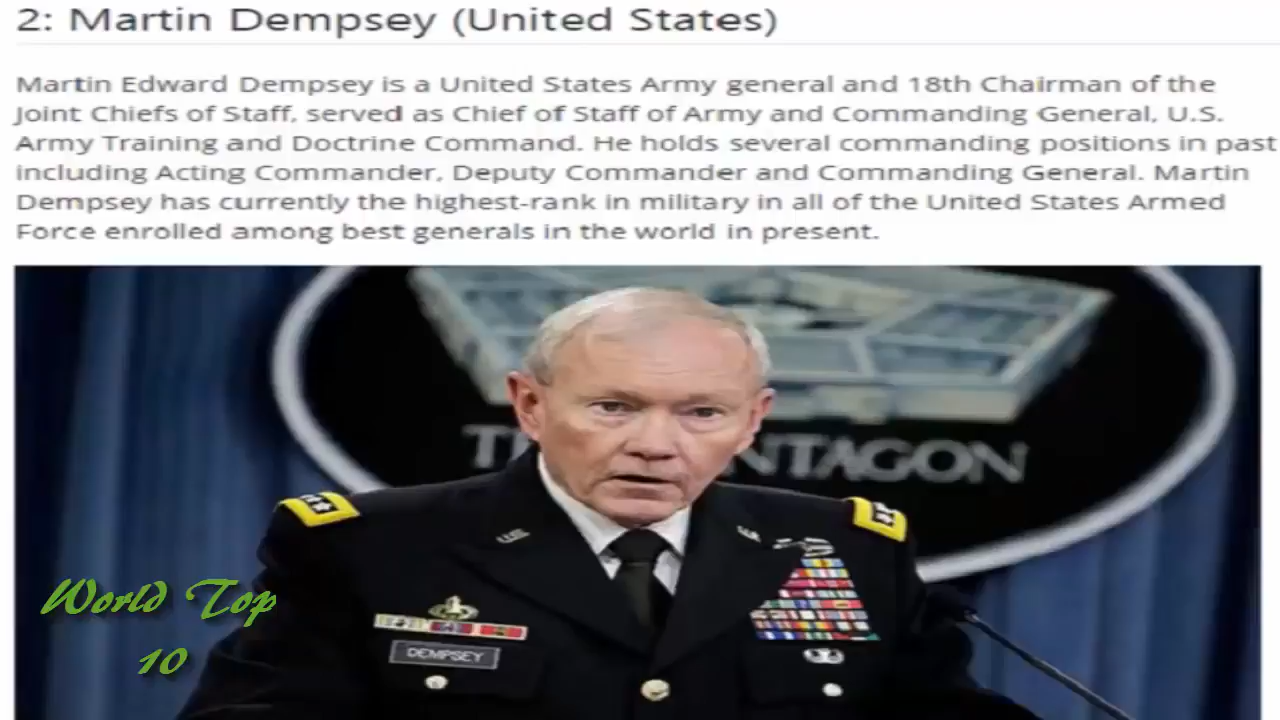 2: Martin Dempsey (United States)
Martin Edward Dempsey is a United States Army general and 18th Chairman of the
Joint Chiefs of Staff, served as Chief of Staff of Army and Commanding General, U.S.
Army Training and Doctrine Command. He holds several commanding positions in past
including Acting Commander, Deputy Commander and Commanding General. Martin
Dempsey has currently the highest-rank in military in all of the United States Armed
Force enrolled among best generals in the world in present.
T NTAGON
U.S.
DEMPSEY
World Top
10